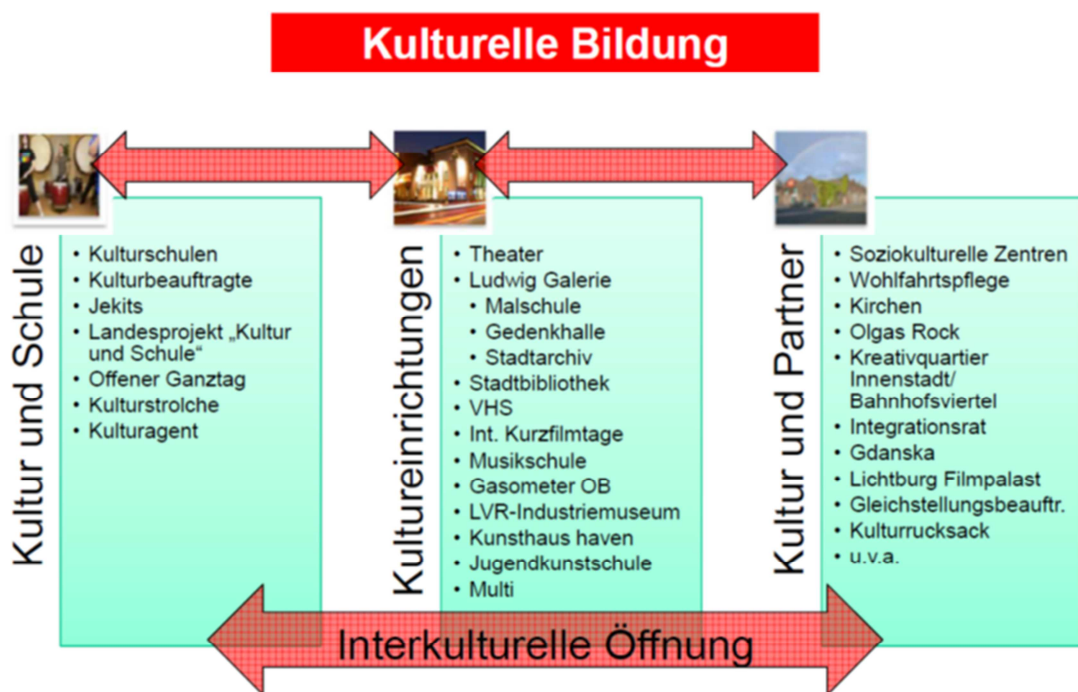 Kulturelle Bildung
Kultur und Schule
• Kulturschulen
• Kulturbeauftragte
• Jekits
• Landesprojekt „Kultur
und Schule“
• Offener Ganztag
• Kulturstrolche
• Kulturagent
Kultureinrichtungen
• Theater
• Ludwig Galerie
• Malschule
• Gedenkhalle
• Stadtarchiv
• Stadtbibliothek
• VHS
• Int. Kurzfilmtage
• Musikschule
• Gasometer OB
• LVR-Industriemuseum
• Kunsthaus haven
• Jugendkunstschule
• Multi
Kultur und Partner
• Soziokulturelle Zentren
• Wohlfahrtspflege
• Kirchen
• Olgas Rock
• Kreativquartier
Innenstadt/
Bahnhofsviertel
• Integrationsrat
• Gdanska
• Lichtburg Filmpalast
• Gleichstellungsbeauftr.
• Kulturrucksack
• u.v.a.
Interkulturelle Öffnung